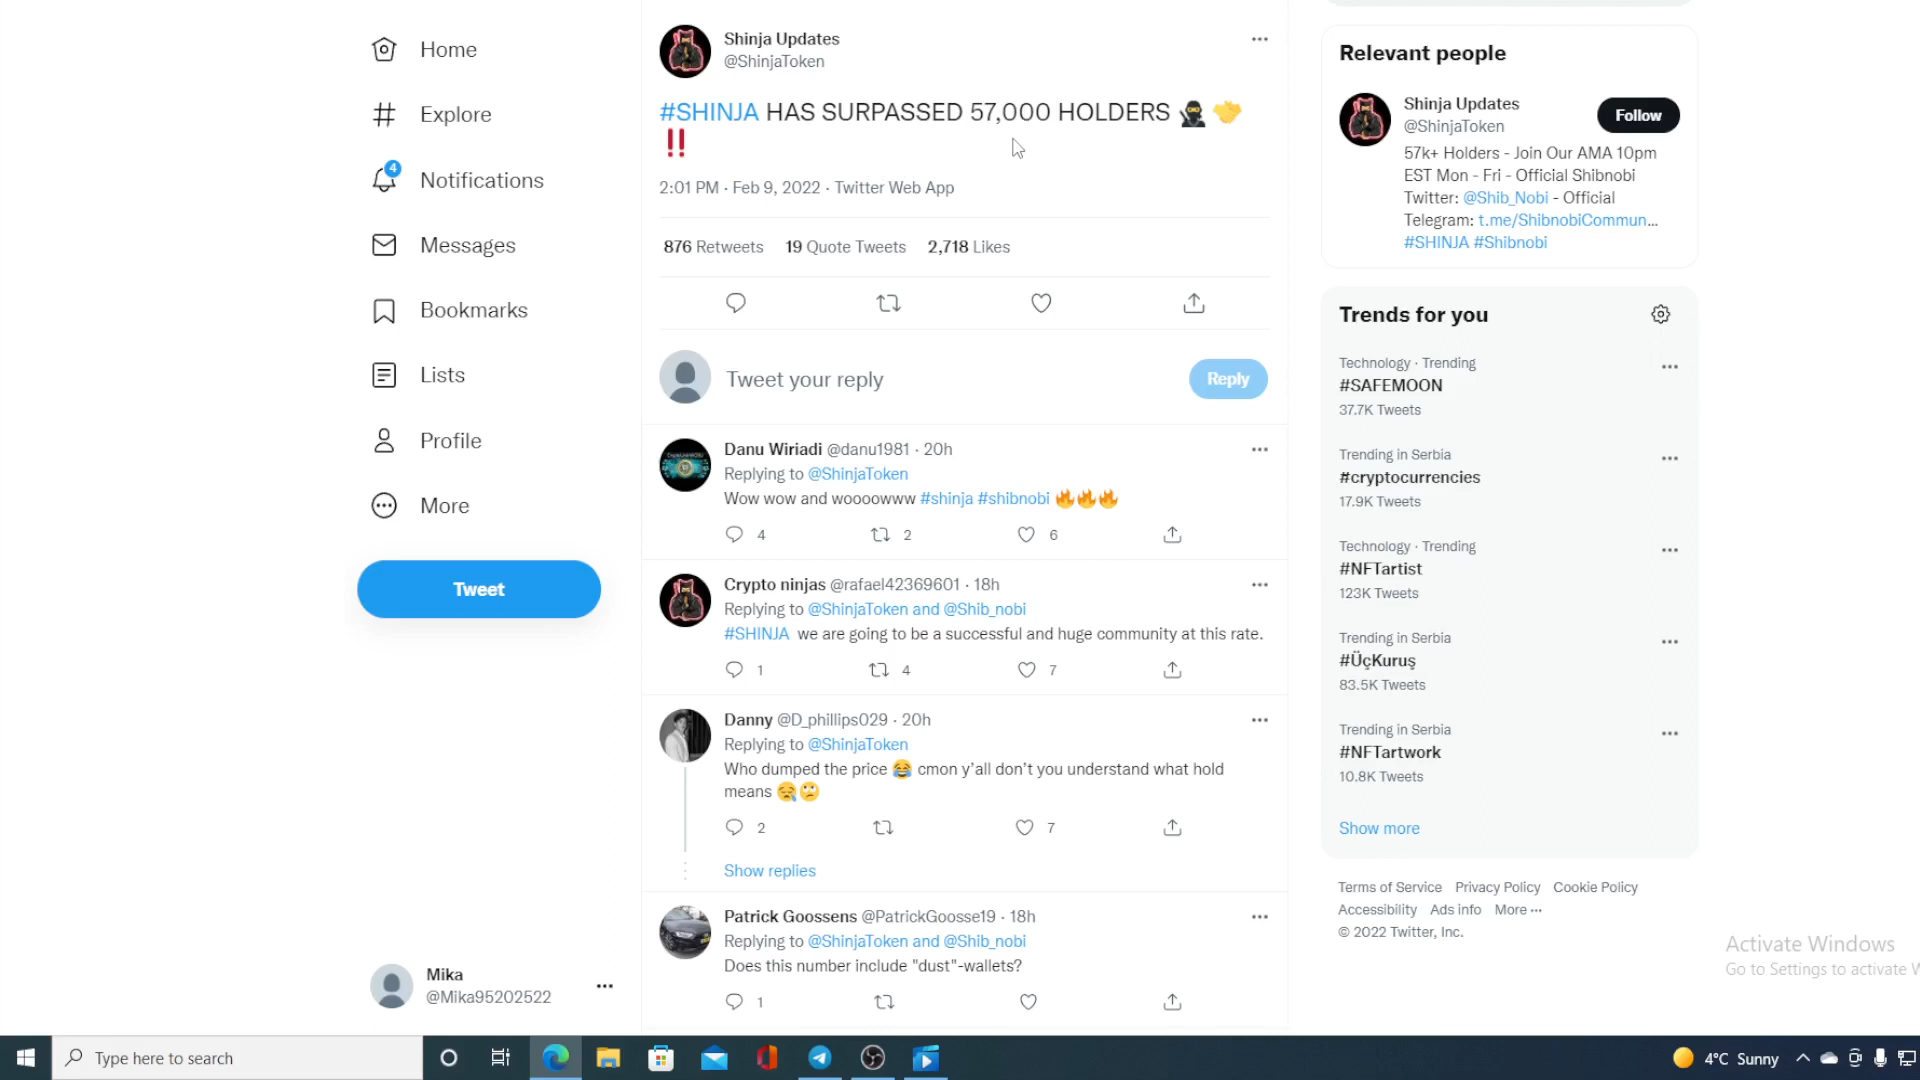 Home
Explore
4
Notifications
Messages
Bookmarks
Lists
Profile
More
Tweet
Mika
@Mika95202522
Shinja Updates
@ShinjaToken
#SHINJA HAS SURPASSED 57,000 HOLDERS 🥷 🤝
‼️
2:01 PM · Feb 9, 2022 · Twitter Web App
876 Retweets 19 Quote Tweets 2,718 Likes
Tweet your reply
Reply
Danu Wiriadi @danu1981 · 20h
Replying to @ShinjaToken
Wow wow and woooowww #shinja #shibnobi 🔥🔥🔥
4 2 6
Crypto ninjas @rafael42369601 · 18h
Replying to @ShinjaToken and @Shib_nobi
#SHINJA we are going to be a successful and huge community at this rate.
1 4 7
Danny @D_phillips029 · 20h
Replying to @ShinjaToken
Who dumped the price 😂 cmon y’all don’t you understand what hold
means 😪🙄
2 7
Show replies
Patrick Goossens @PatrickGoosse19 · 18h
Replying to @ShinjaToken and @Shib_nobi
Does this number include "dust"-wallets?
1
Relevant people
Shinja Updates
@ShinjaToken
Follow
57k+ Holders - Join Our AMA 10pm
EST Mon - Fri - Official Shibnobi
Twitter: @Shib_Nobi - Official
Telegram: t.me/ShibnobiCommun…
#SHINJA #Shibnobi
Trends for you
Technology · Trending
#SAFEMOON
37.7K Tweets
Trending in Serbia
#cryptocurrencies
17.9K Tweets
Technology · Trending
#NFTartist
123K Tweets
Trending in Serbia
#ÜçKuruş
83.5K Tweets
Trending in Serbia
#NFTartwork
10.8K Tweets
Show more
Terms of Service Privacy Policy Cookie Policy
Accessibility Ads info More ···
© 2022 Twitter, Inc.
Activate Windows
Go to Settings to activate W
Type here to search
4°C Sunny